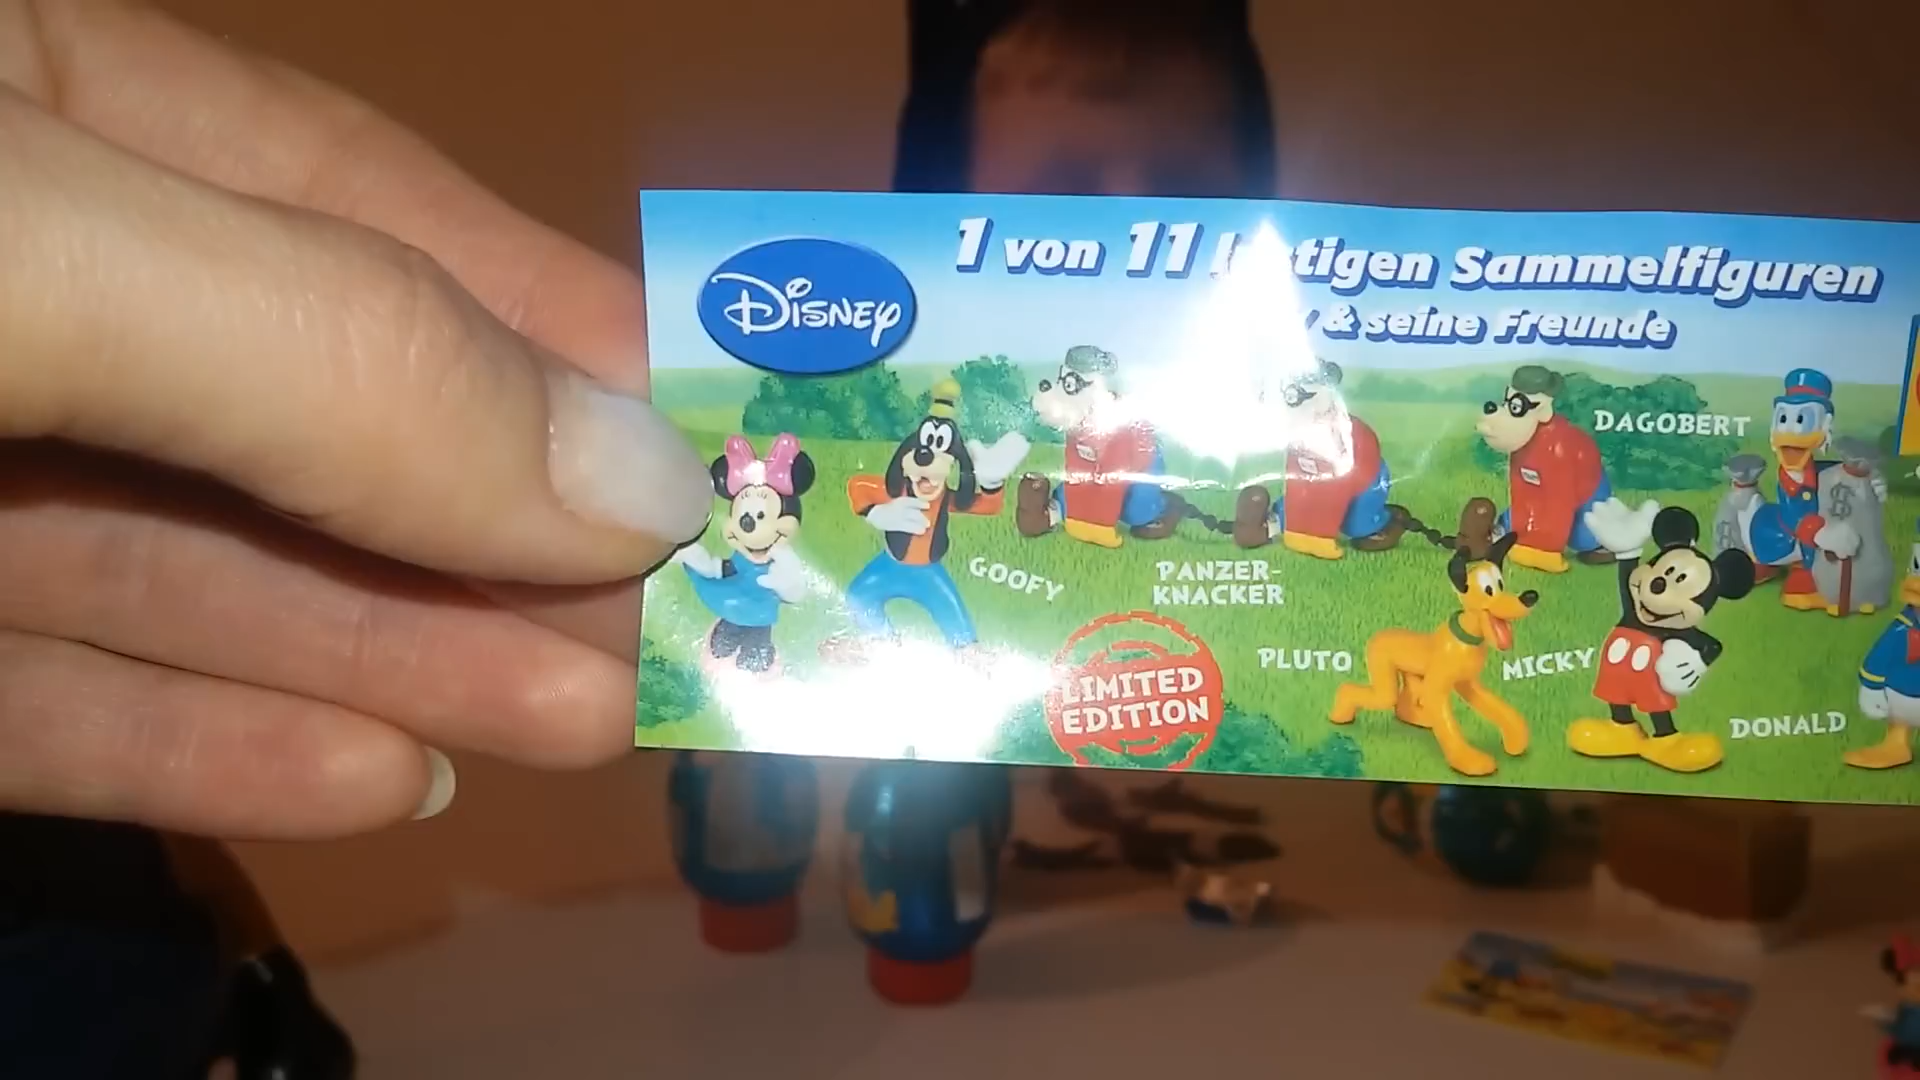 DISNEY
1 von 11 Sammelfiguren
& seine Freunde
DAGOBERT
GOOFY
PANZER-
KNACKER
PLUTO
MICKY
LIMITED
EDITION
DONALD